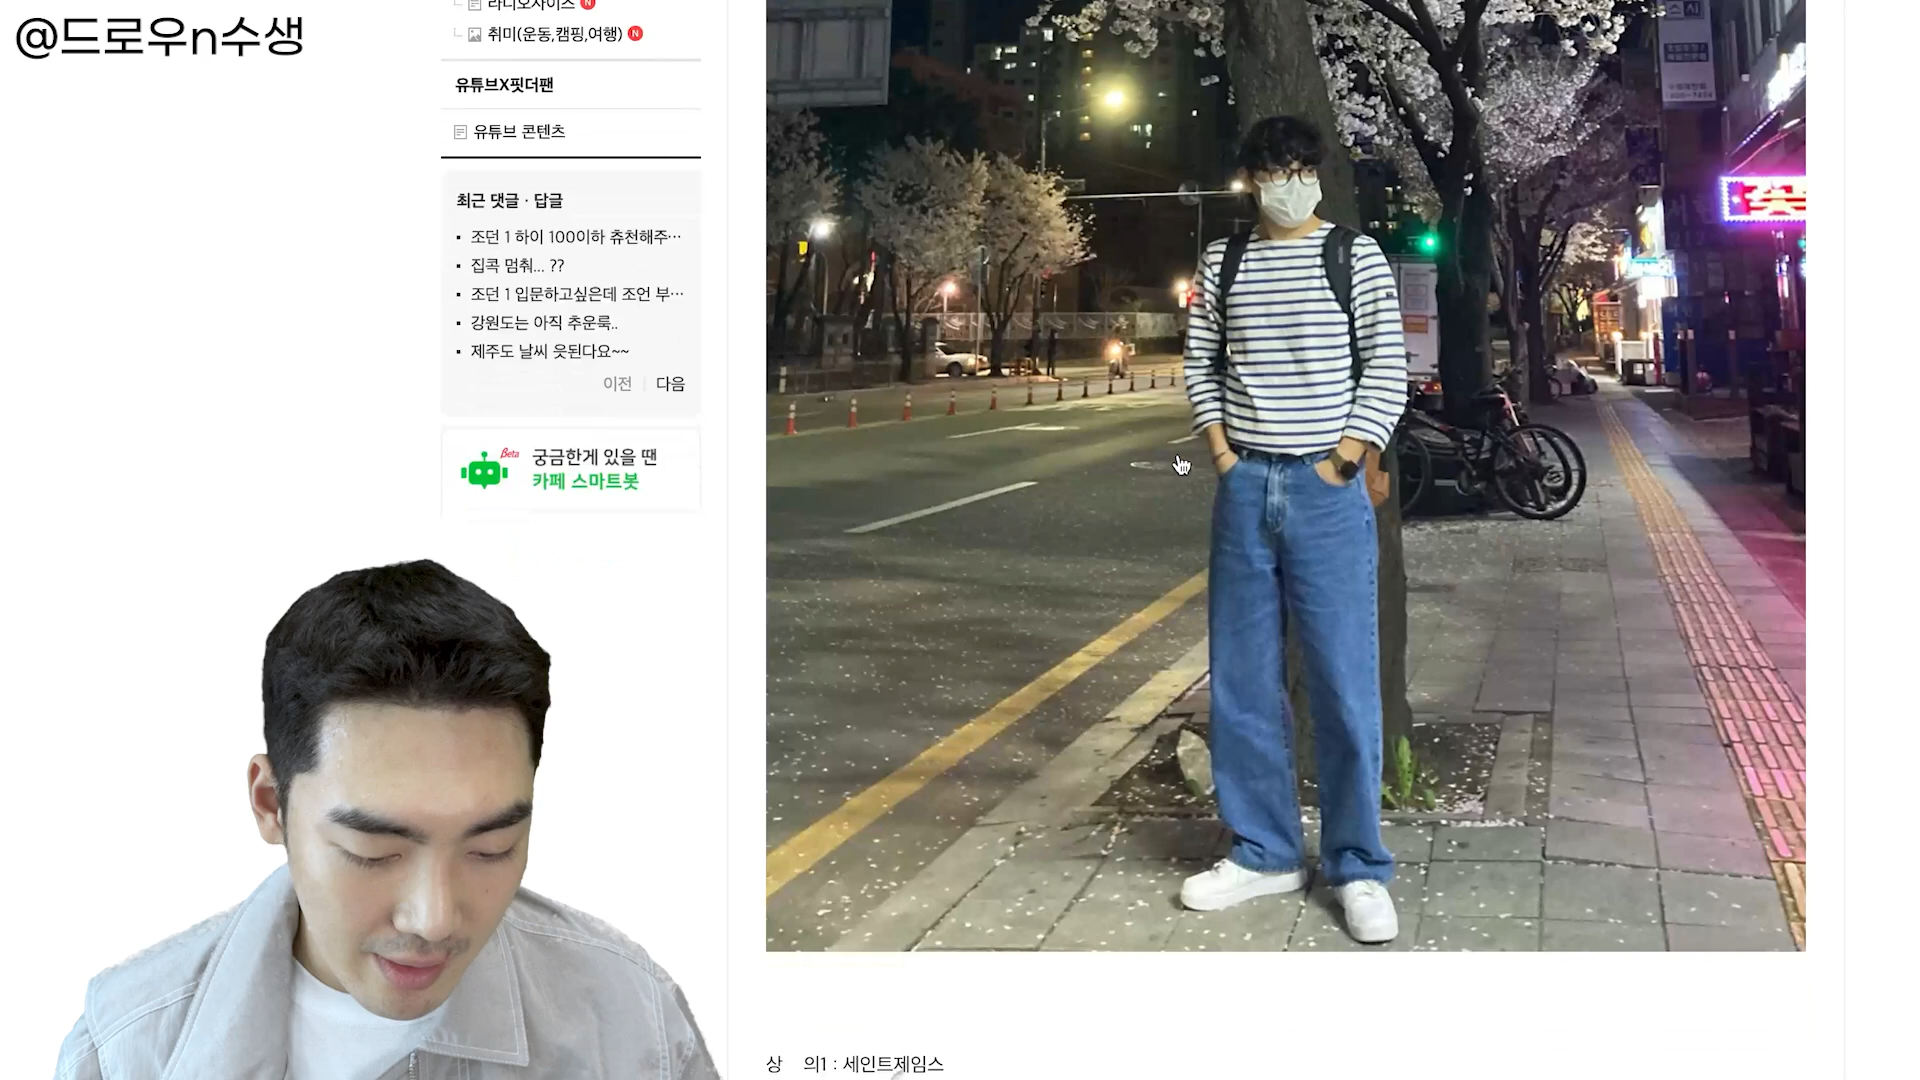 @드로우n수생
라디오사이즈 N
취미(운동,캠핑,여행) N
유튜브X핏더팬
유튜브 콘텐츠
최근 댓글 · 답글
조던 1 하이 100이하 츄천해주…
집콕 멈춰... ??
조던 1 입문하고싶은데 조언 부…
강원도는 아직 추운룩..
제주도 날씨 웃된다요~~
이전 다음
Beta
궁금한게 있을 땐
카페 스마트봇
상 의1 : 세인트제임스